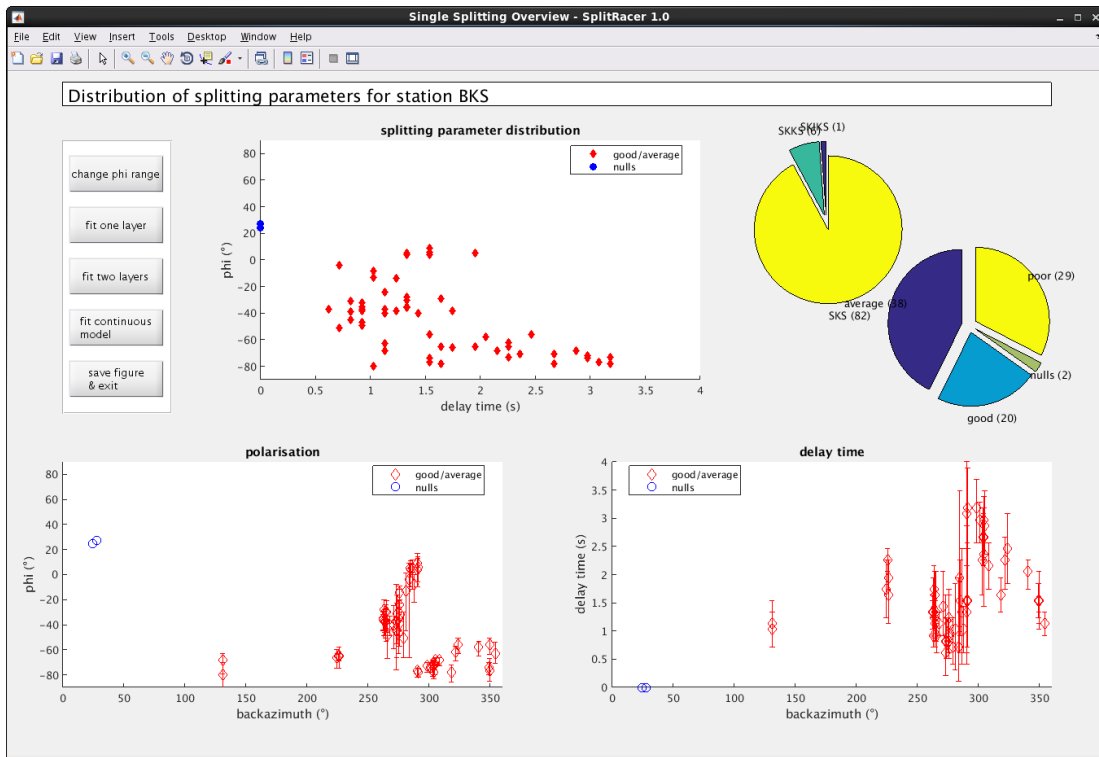 Single Splitting Overview - SplitRacer 1.0
File Edit View Insert Tools Desktop Window Help
Distribution of splitting parameters for station BKS
change phi range
fit one layer
fit two layers
fit continuous
model
save figure
& exit
splitting parameter distribution
good/average
nulls
80
60
40
20
0
-20
-40
-60
-80
phi (°)
0 0.5 1 1.5 2 2.5 3 3.5 4
delay time (s)
SKIKS (1)
SKKS (6)
SKS (82)
poor (29)
average (38)
nulls (2)
good (20)
polarisation
good/average
nulls
80
60
40
20
0
-20
-40
-60
-80
phi (°)
0 50 100 150 200 250 300 350
backazimuth (°)
delay time
good/average
nulls
4
3.5
3
2.5
2
1.5
1
0.5
0
delay time (s)
0 50 100 150 200 250 300 350
backazimuth (°)